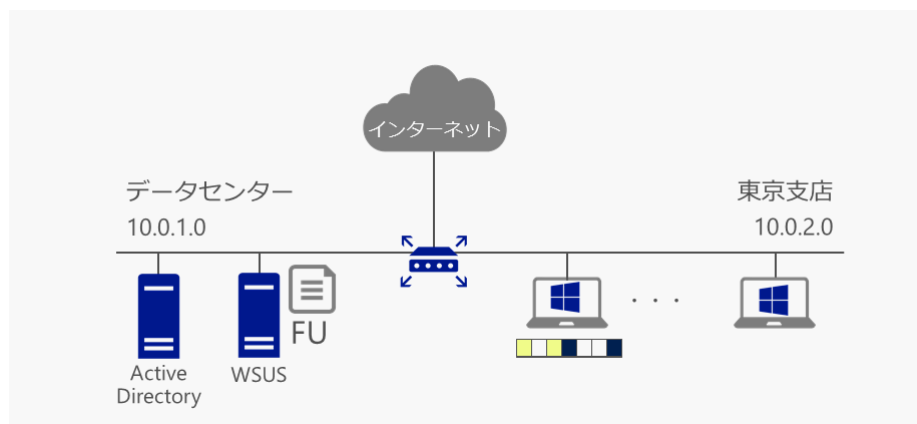 インターネット
データセンター
10.0.1.0
東京支店
10.0.2.0
. . .
FU
Active
Directory
WSUS